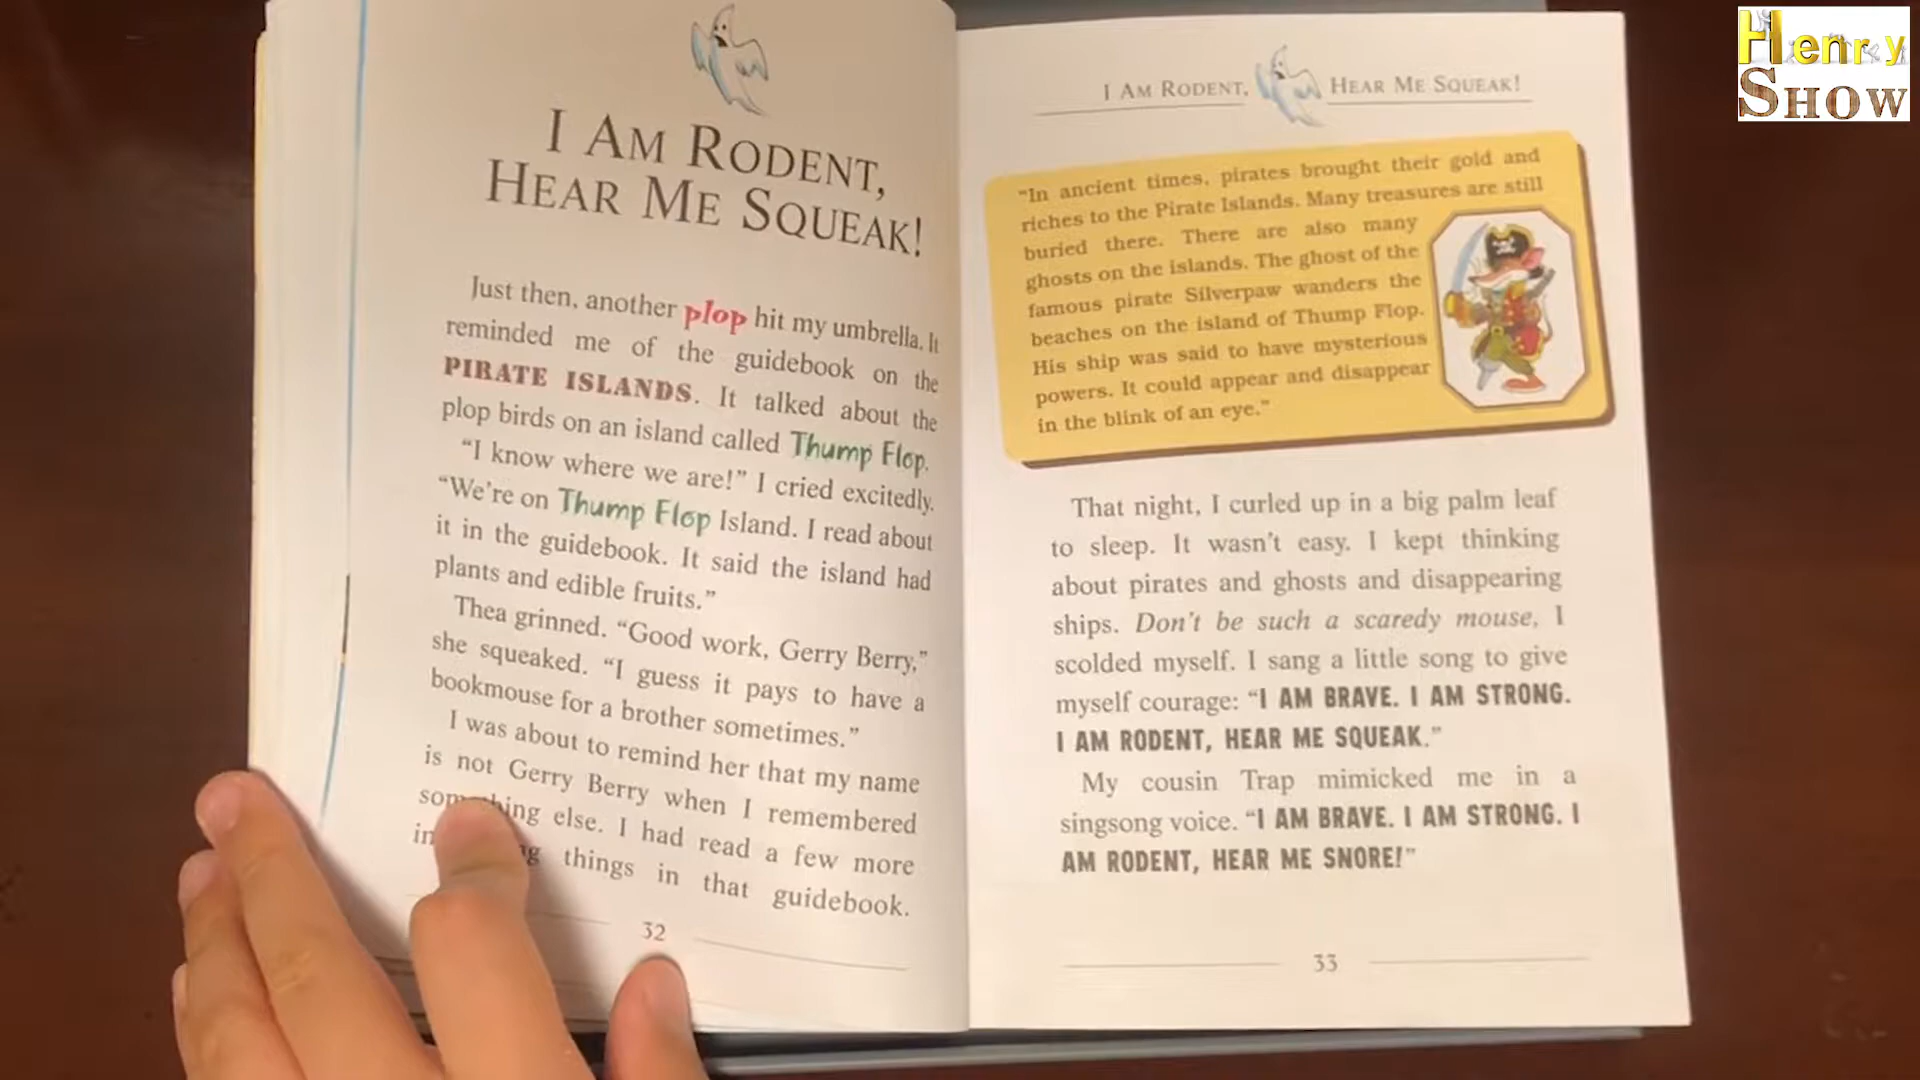 I AM RODENT,
HEAR ME SQUEAK!
Just then, another plop hit my umbrella. It
reminded me of the guidebook on the
PIRATE ISLANDS. It talked about the
plop birds on an island called Thump Flop.
“I know where we are!” I cried excitedly.
“We’re on Thump Flop Island. I read about
it in the guidebook. It said the island had
plants and edible fruits.”
Thea grinned. “Good work, Gerry Berry,”
she squeaked. “I guess it pays to have a
bookmouse for a brother sometimes.”
I was about to remind her that my name
is not Gerry Berry when I remembered
something else. I had read a few more
things in that guidebook.
32
I AM RODENT, HEAR ME SQUEAK!
“In ancient times, pirates brought their gold and
riches to the Pirate Islands. Many treasures are still
buried there. There are also many
ghosts on the islands. The ghost of the
famous pirate Silverpaw wanders the
beaches on the island of Thump Flop.
His ship was said to have mysterious
powers. It could appear and disappear
in the blink of an eye.”
That night, I curled up in a big palm leaf
to sleep. It wasn’t easy. I kept thinking
about pirates and ghosts and disappearing
ships. Don’t be such a scaredy mouse, I
scolded myself. I sang a little song to give
myself courage: “I AM BRAVE. I AM STRONG.
I AM RODENT, HEAR ME SQUEAK.”
My cousin Trap mimicked me in a
singsong voice. “I AM BRAVE. I AM STRONG. I
AM RODENT, HEAR ME SNORE!”
33
Henry
SHOW